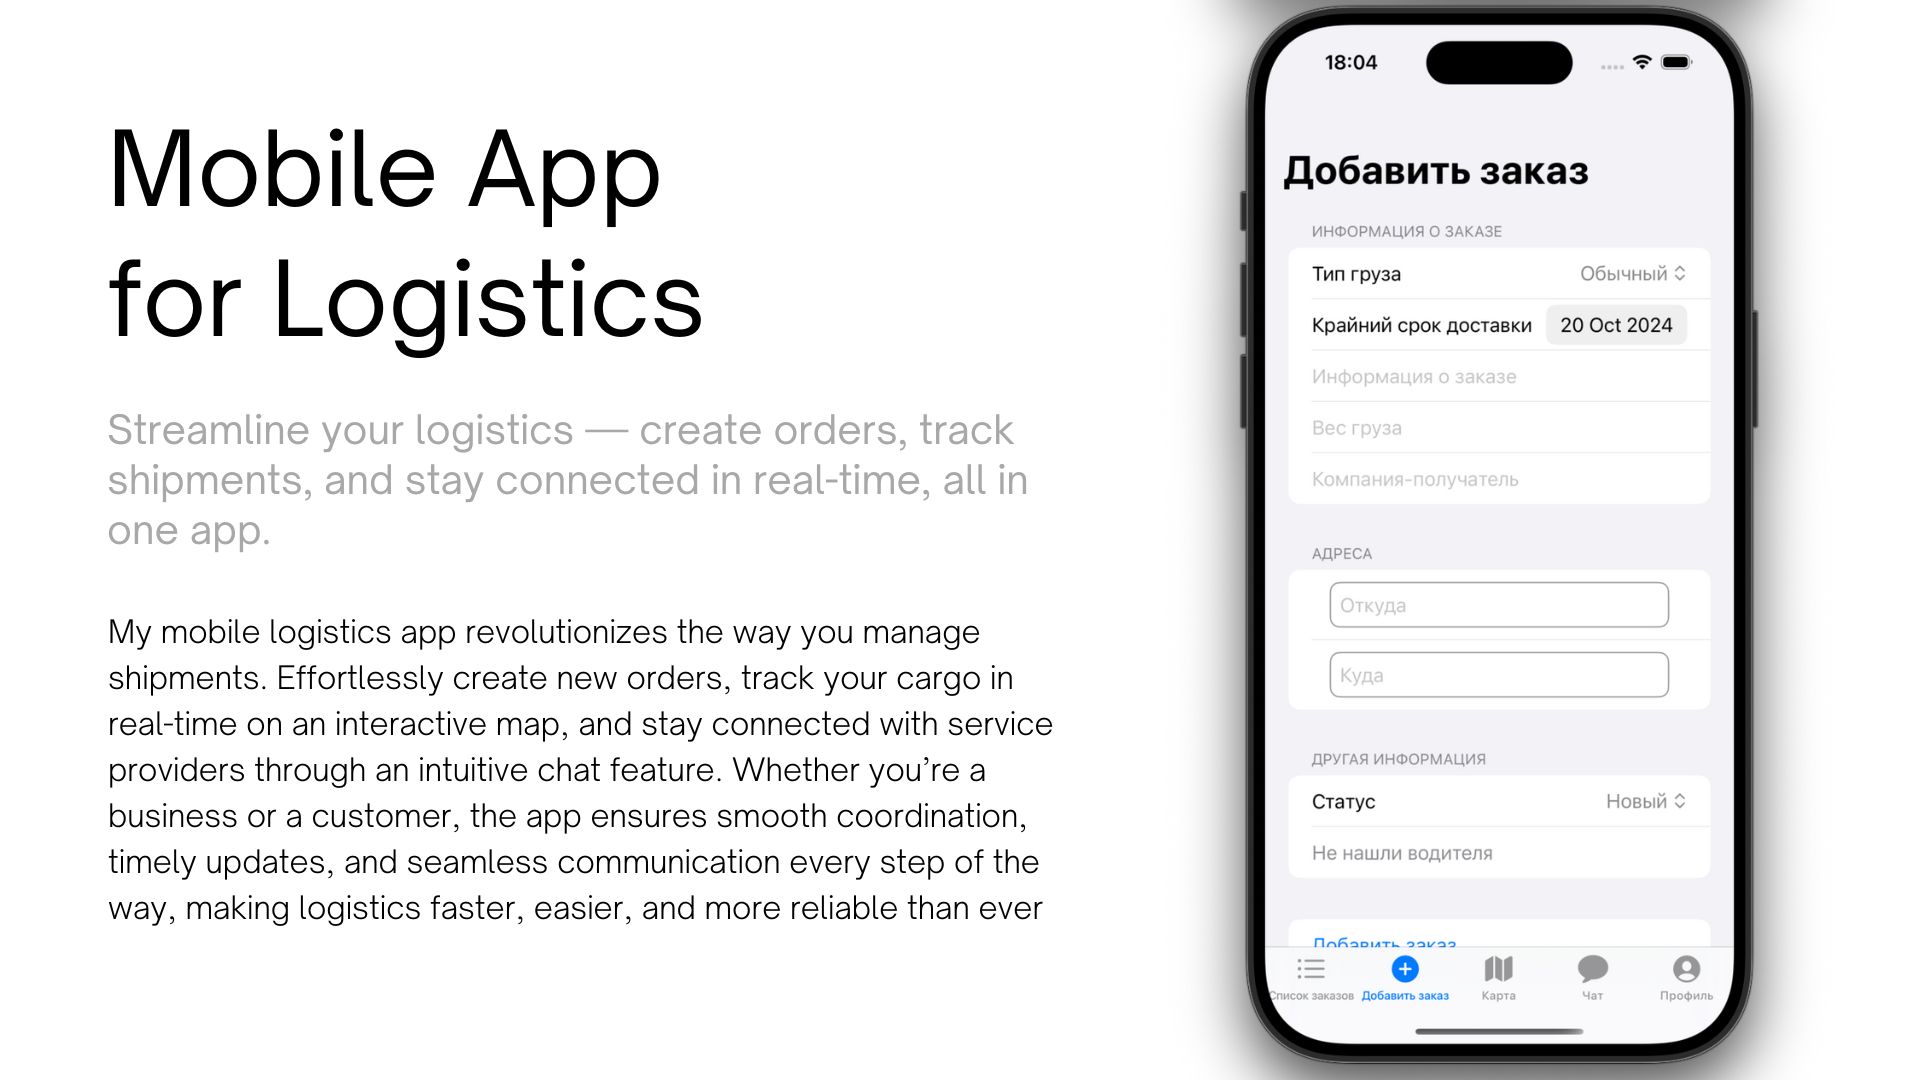 Mobile App
for Logistics
Streamline your logistics — create orders, track
shipments, and stay connected in real-time, all in
one app.
My mobile logistics app revolutionizes the way you manage
shipments. Effortlessly create new orders, track your cargo in
real-time on an interactive map, and stay connected with service
providers through an intuitive chat feature. Whether you’re a
business or a customer, the app ensures smooth coordination,
timely updates, and seamless communication every step of the
way, making logistics faster, easier, and more reliable than ever
18:04
Добавить заказ
ИНФОРМАЦИЯ О ЗАКАЗЕ
Тип груза Обычный
Крайний срок доставки 20 Oct 2024
Информация о заказе
Вес груза
Компания-получатель
АДРЕСА
Откуда
Куда
ДРУГАЯ ИНФОРМАЦИЯ
Статус Новый
Не нашли водителя
Добавить заказ
Список заказов Добавить заказ Карта Чат Профиль